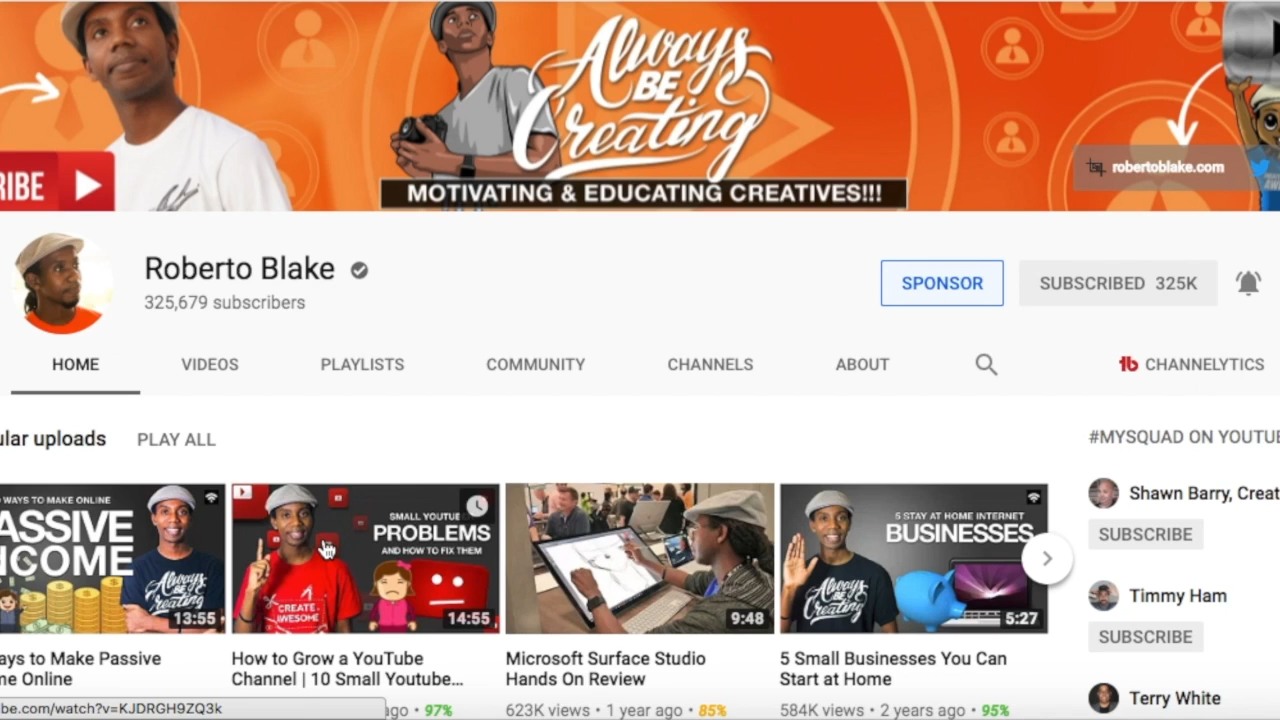 Always
BE
Creating
MOTIVATING & EDUCATING CREATIVES!!!
RIBE
robertoblake.com
Roberto Blake
325,679 subscribers
SPONSOR
SUBSCRIBED 325K
HOME VIDEOS PLAYLISTS COMMUNITY CHANNELS ABOUT tb CHANNELYTICS
ular uploads PLAY ALL
#MYSQUAD ON YOUTUB
WAYS TO MAKE ONLINE
ASSIVE
NCOME
13:55
SMALL YOUTUBE
PROBLEMS
AND HOW TO FIX THEM
CREATE
AWESOME
14:55
9:48
5 STAY AT HOME INTERNET
BUSINESSES
Always
BE
Creating
5:27
Shawn Barry, Creat
SUBSCRIBE
Timmy Ham
SUBSCRIBE
Terry White
ays to Make Passive
me Online
How to Grow a YouTube
Channel | 10 Small Youtube...
ago • 97%
Microsoft Surface Studio
Hands On Review
623K views • 1 year ago • 85%
5 Small Businesses You Can
Start at Home
584K views • 2 years ago • 95%
be.com/watch?v=KJDRGH9ZQ3k